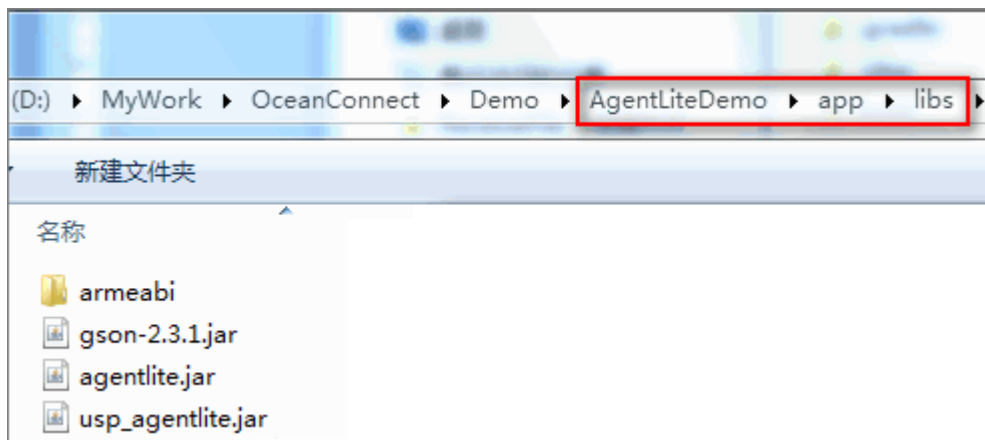 (D:) ▸ MyWork ▸ OceanConnect ▸ Demo ▸ AgentLiteDemo ▸ app ▸ libs ▸
新建文件夹
名称
armeabi
gson-2.3.1.jar
agentlite.jar
usp_agentlite.jar